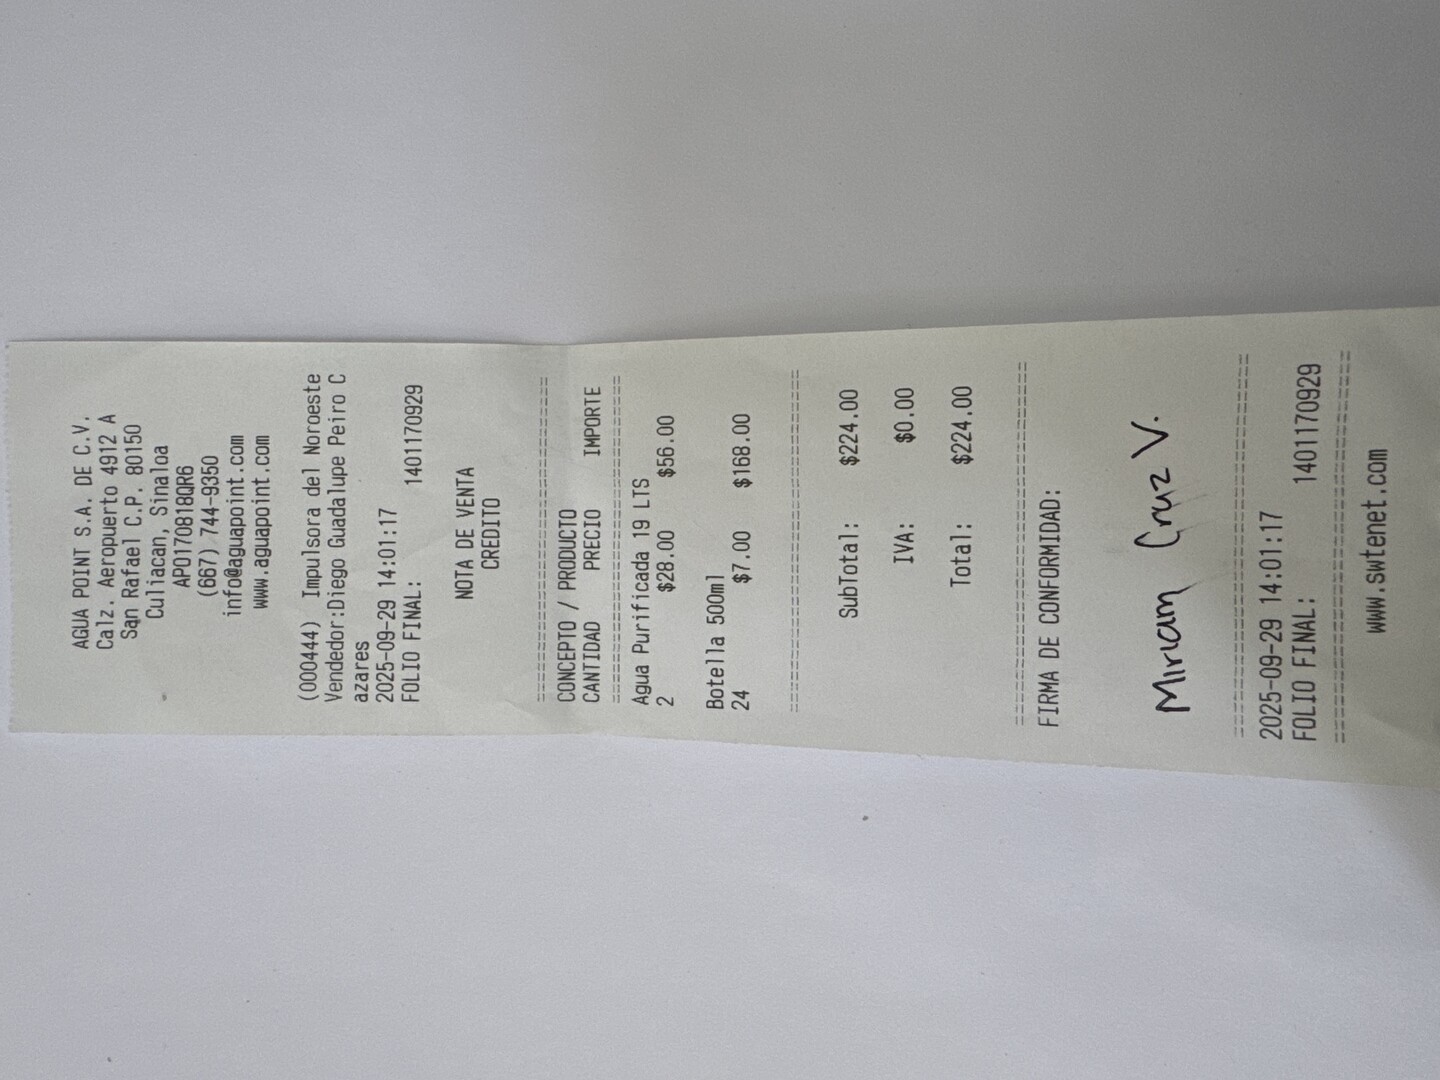 AGUA POINT S.A. DE C.V.
Calz. Aeropuerto 4912 A
San Rafael C.P. 80150
Culiacan, Sinaloa
APO170818QR6
(667) 744-9350
info@aguapoint.com
www.aguapoint.com
(000444) Impulsora del Noroeste
Vendedor:Diego Guadalupe Peiro C
azares
2025-09-29 14:01:17
FOLIO FINAL: 1401170929
NOTA DE VENTA
CREDITO
================================
CONCEPTO / PRODUCTO
CANTIDAD PRECIO IMPORTE
================================
Agua Purificada 19 LTS
2 $28.00 $56.00
Botella 500ml
24 $7.00 $168.00
================================
SubTotal: $224.00
IVA: $0.00
Total: $224.00
================================
FIRMA DE CONFORMIDAD:
Miriam Cruz V.
================================
2025-09-29 14:01:17
FOLIO FINAL: 1401170929
================================
www.swtenet.com